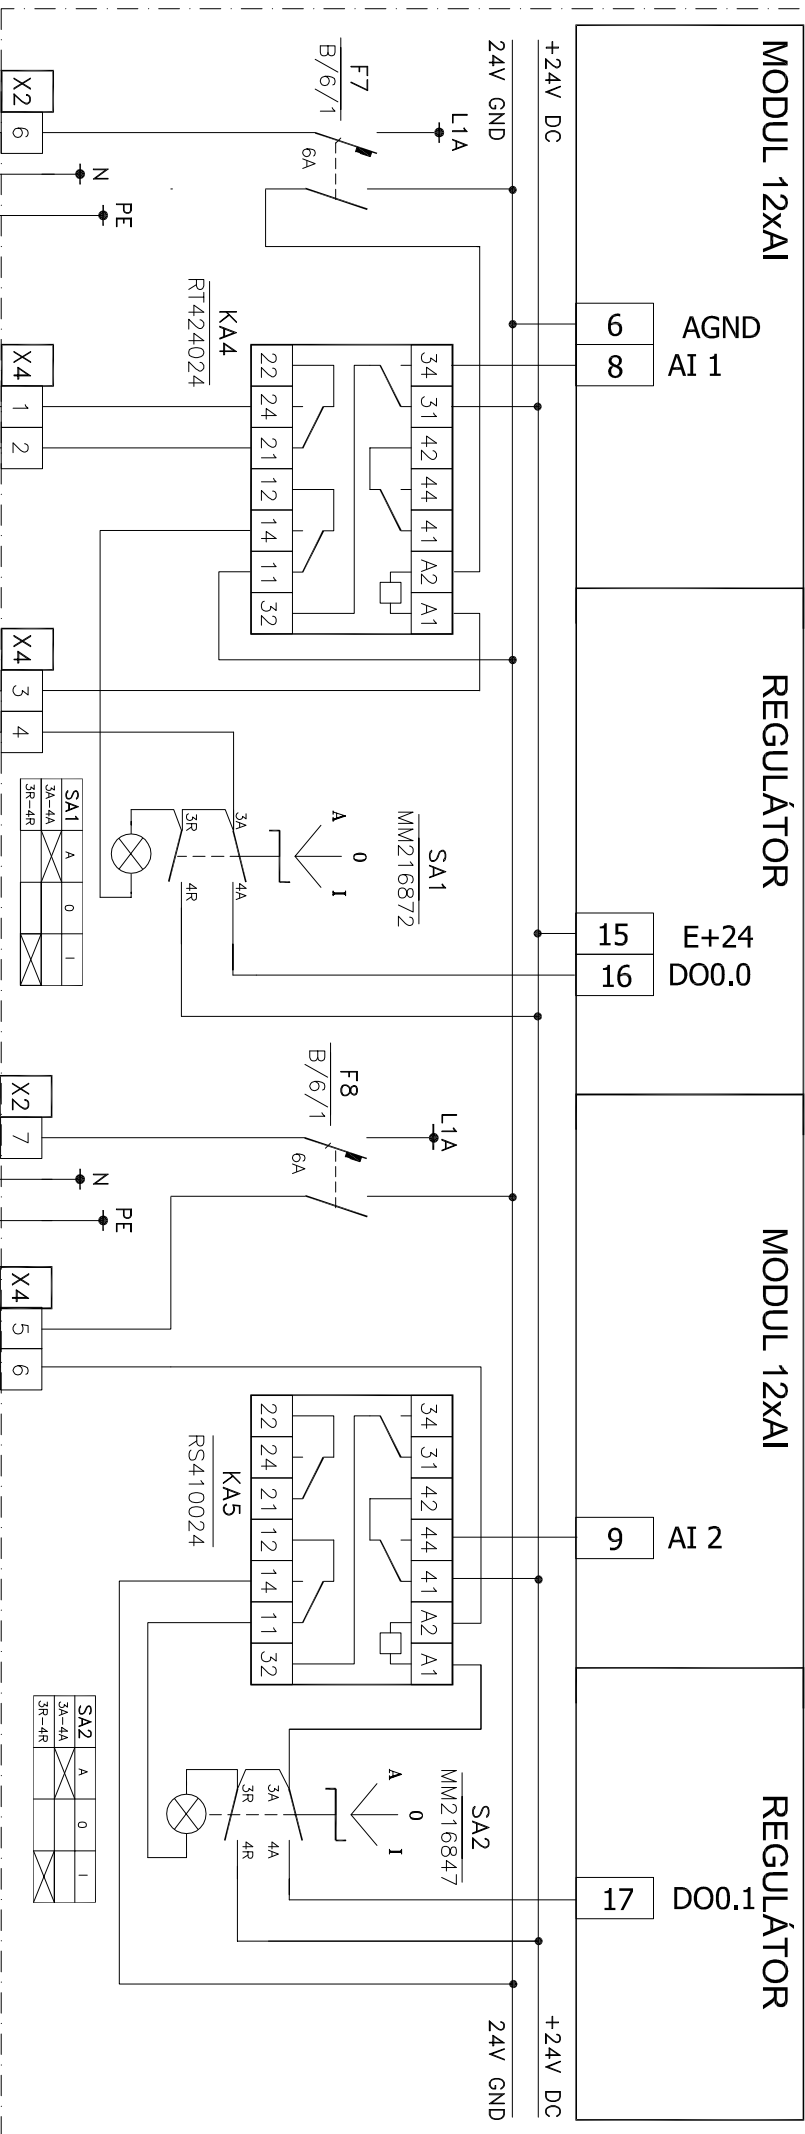 MODUL 12xAI
REGULÁTOR
MODUL 12xAI
REGULÁTOR
6 AGND
8 AI 1
15 E+24
16 DO0.0
9 AI 2
17 DO0.1
+24V DC
24V GND
+24V DC
24V GND
F7
B/6/1
L1A
6A
X2
6
N
PE
KA4
RT424024
34 31 42 44 41 A2 A1
22 24 21 12 14 11 32
X4
1 2
X4
3 4
SA1
MM216872
A 0 I
3A 4A
3R 4R
SA1 A 0 I
3A-4A
3R-4R
F8
B/6/1
L1A
6A
X2
7
N
PE
X4
5 6
KA5
RS410024
34 31 42 44 41 A2 A1
22 24 21 12 14 11 32
SA2
MM216847
A 0 I
3A 4A
3R 4R
SA2 A 0 I
3A-4A
3R-4R